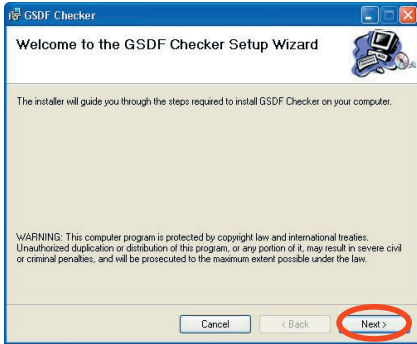 GSDF Checker
Welcome to the GSDF Checker Setup Wizard
The installer will guide you through the steps required to install GSDF Checker on your computer.
WARNING: This computer program is protected by copyright law and international treaties.
Unauthorized duplication or distribution of this program, or any portion of it, may result in severe civil
or criminal penalties, and will be prosecuted to the maximum extent possible under the law.
Cancel < Back Next >